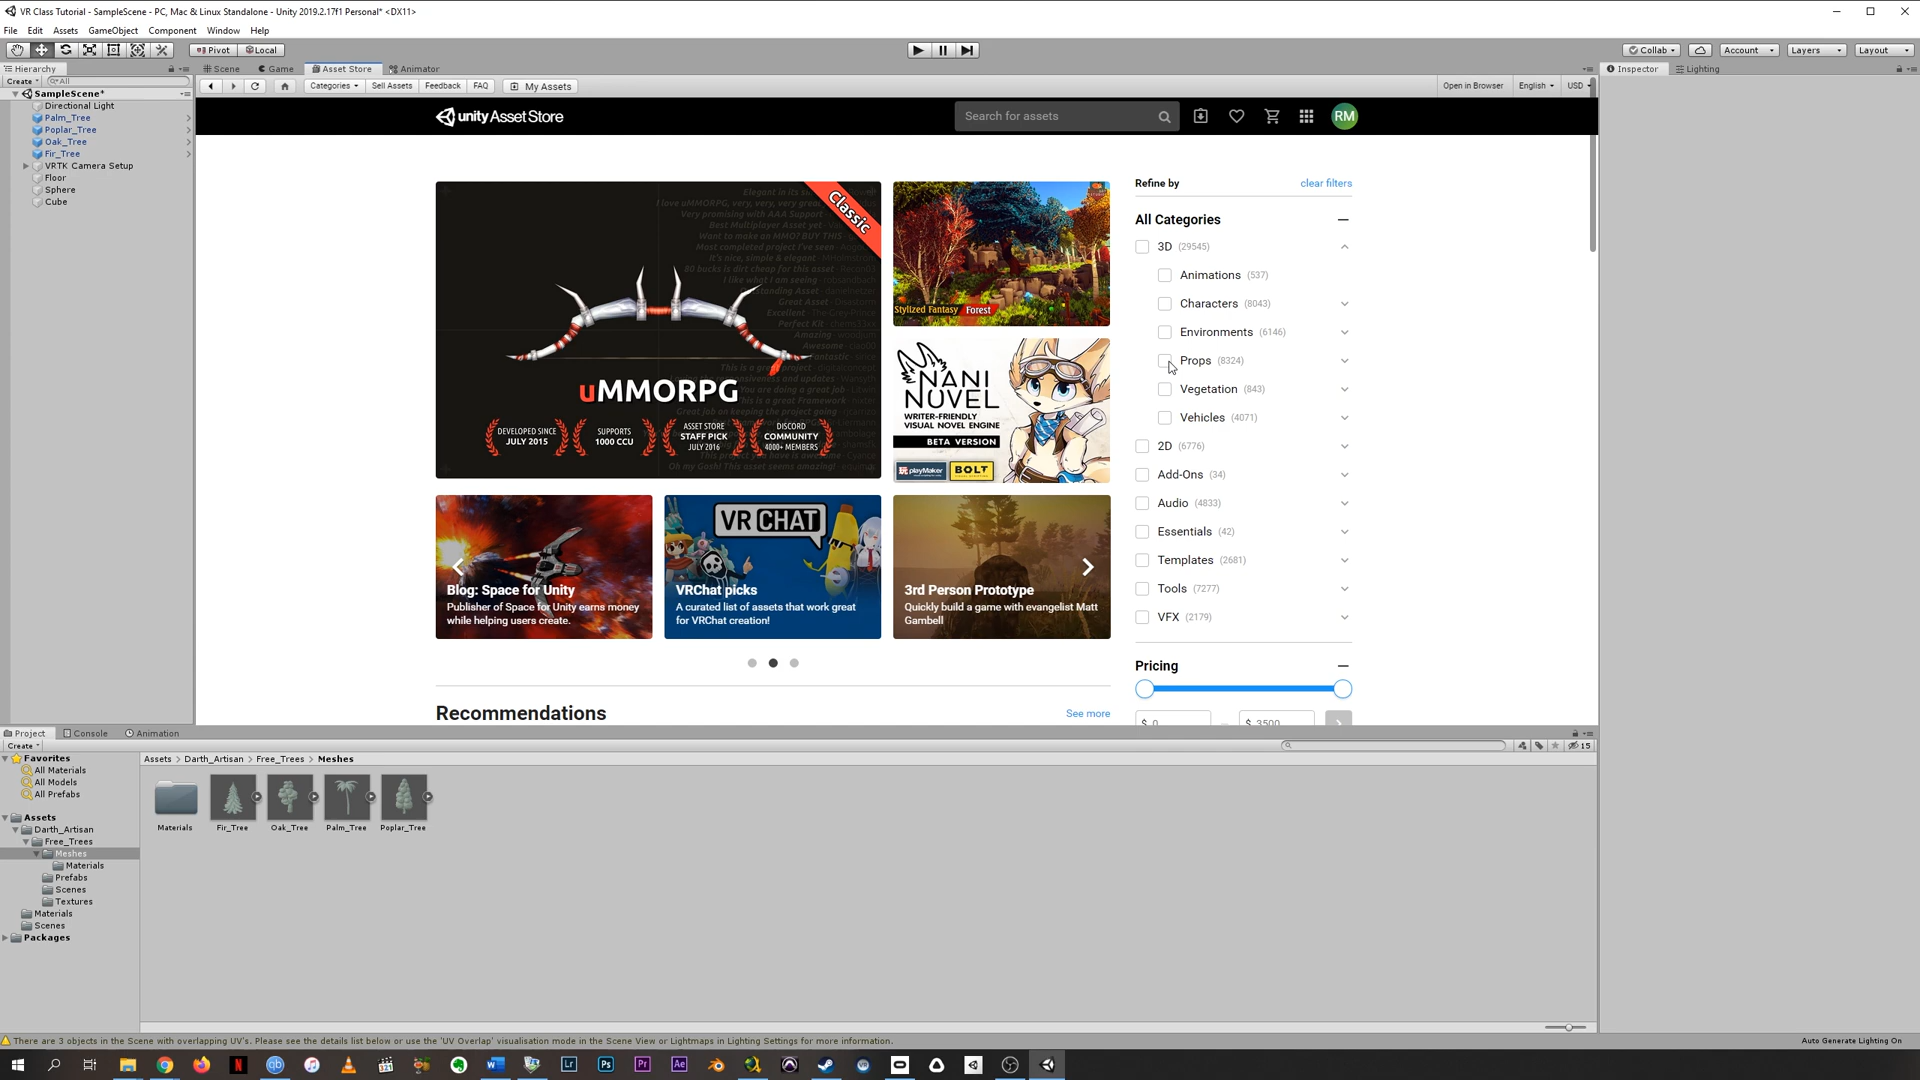 VR Class Tutorial - SampleScene - PC, Mac & Linux Standalone - Unity 2019.2.17f1 Personal* <DX11>
File Edit Assets GameObject Component Window Help
Pivot Local Collab Account Layers Layout
Hierarchy Scene Game Asset Store Animator Inspector Lighting
Create All
Categories Sell Assets Feedback FAQ My Assets Open in Browser English USD
SampleScene*
Directional Light
Palm_Tree
Poplar_Tree
Oak_Tree
Fir_Tree
VRTK Camera Setup
Floor
Sphere
Cube
unity Asset Store
Search for assets
RM
Classic
uMMORPG
DEVELOPED SINCE
JULY 2015
SUPPORTS
1000 CCU
ASSET STORE
STAFF PICK
JULY 2016
DISCORD
COMMUNITY
4000+ MEMBERS
Stylized Fantasy Forest
NANI
NOVEL
WRITER-FRIENDLY
VISUAL NOVEL ENGINE
BETA VERSION
playMaker
BOLT
Blog: Space for Unity
Publisher of Space for Unity earns money
while helping users create.
VR CHAT
VRChat picks
A curated list of assets that work great
for VRChat creation!
3rd Person Prototype
Quickly build a game with evangelist Matt
Gambell
Recommendations
See more
Refine by
clear filters
All Categories
3D (29545)
Animations (537)
Characters (8043)
Environments (6146)
Props (8324)
Vegetation (843)
Vehicles (4071)
2D (6776)
Add-Ons (34)
Audio (4833)
Essentials (42)
Templates (2681)
Tools (7277)
VFX (2179)
Pricing
$ 0
$ 3500
Project Console Animation
Create
15
Favorites
All Materials
All Models
All Prefabs
Assets
Darth_Artisan
Free_Trees
Meshes
Materials
Prefabs
Scenes
Textures
Materials
Scenes
Packages
Assets > Darth_Artisan > Free_Trees > Meshes
Materials
Fir_Tree
Oak_Tree
Palm_Tree
Poplar_Tree
There are 3 objects in the Scene with overlapping UV's. Please see the details list below or use the 'UV Overlap' visualisation mode in the Scene View or Lightmaps in Lighting Settings for more information.
Auto Generate Lighting On
N
qb
321
W
Lr
Ps
Pr
Ae